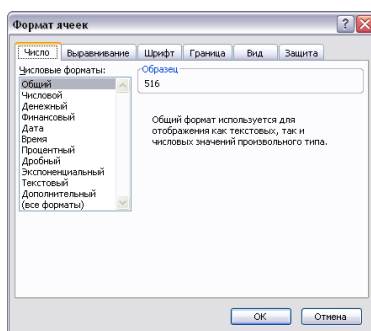 Формат ячеек
Число Выравнивание Шрифт Граница Вид Защита
Числовые форматы:
Общий
Числовой
Денежный
Финансовый
Дата
Время
Процентный
Дробный
Экспоненциальный
Текстовый
Дополнительный
(все форматы)
Образец
516
Общий формат используется для
отображения как текстовых, так и
числовых значений произвольного типа.
OK Отмена